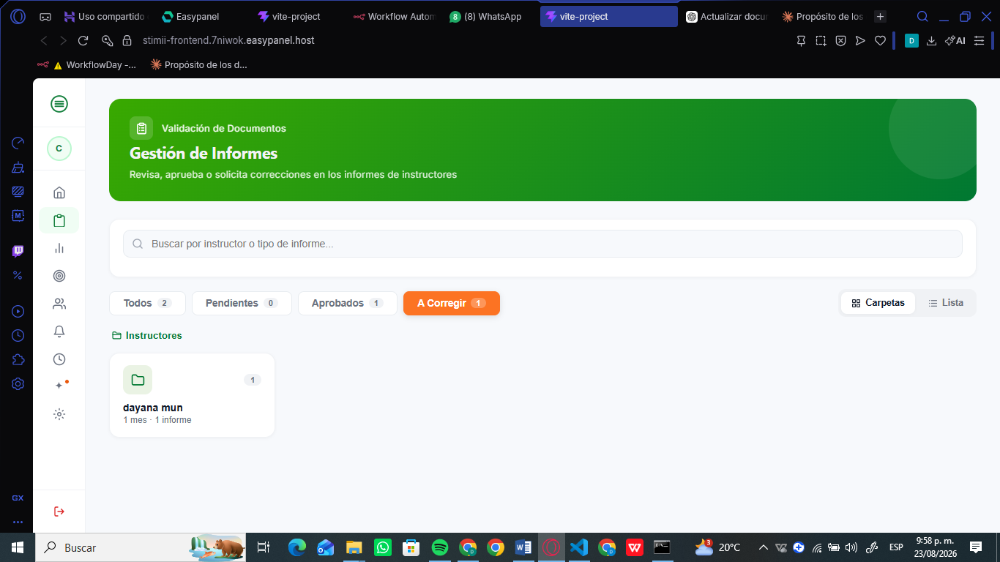 Uso compartido
Easypanel
vite-project
Workflow Autom
8 (8) WhatsApp
vite-project
Actualizar docur
Propósito de los
stimii-frontend.7niwok.easypanel.host
D
AI
WorkflowDay -...
Propósito de los d...
C
Validación de Documentos
Gestión de Informes
Revisa, aprueba o solicita correcciones en los informes de instructores
Buscar por instructor o tipo de informe...
Todos 2
Pendientes 0
Aprobados 1
A Corregir 1
Carpetas
Lista
Instructores
1
dayana mun
1 mes · 1 informe
M
GX
Buscar
3
20°C
ESP
9:58 p. m.
23/08/2026